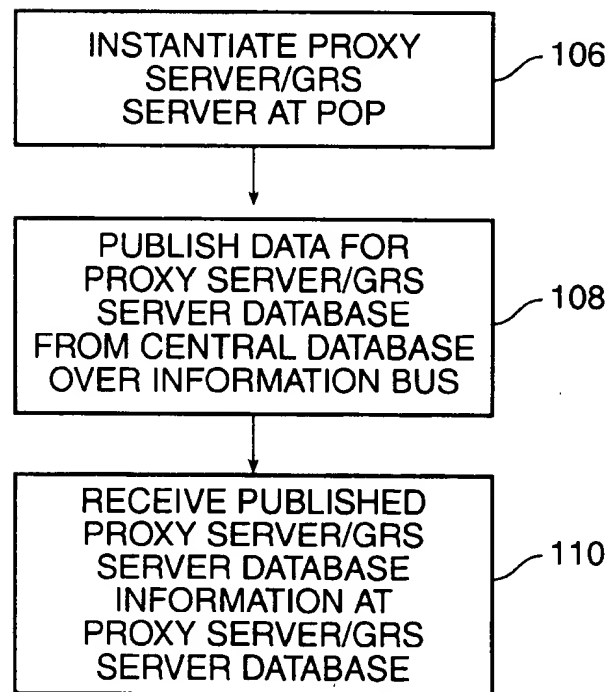 INSTANTIATE PROXY
SERVER/GRS
SERVER AT POP
106
PUBLISH DATA FOR
PROXY SERVER/GRS
SERVER DATABASE
FROM CENTRAL DATABASE
OVER INFORMATION BUS
108
RECEIVE PUBLISHED
PROXY SERVER/GRS
SERVER DATABASE
INFORMATION AT
PROXY SERVER/GRS
SERVER DATABASE
110